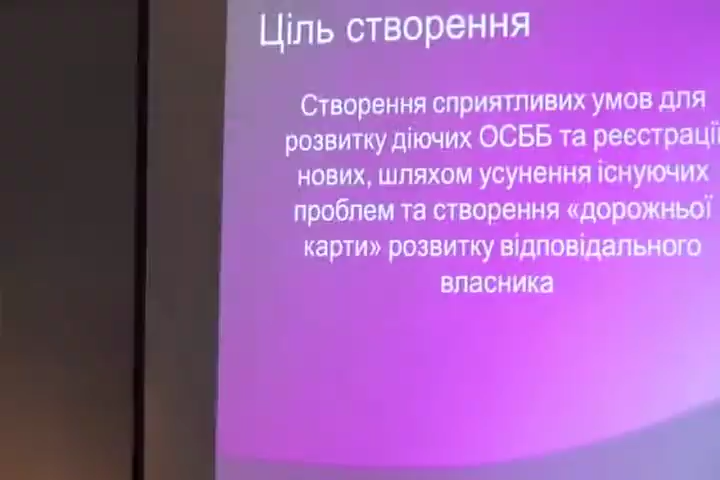 Ціль створення
Створення сприятливих умов для
розвитку діючих ОСББ та реєстрації
нових, шляхом усунення існуючих
проблем та створення «дорожньої
карти» розвитку відповідального
власника